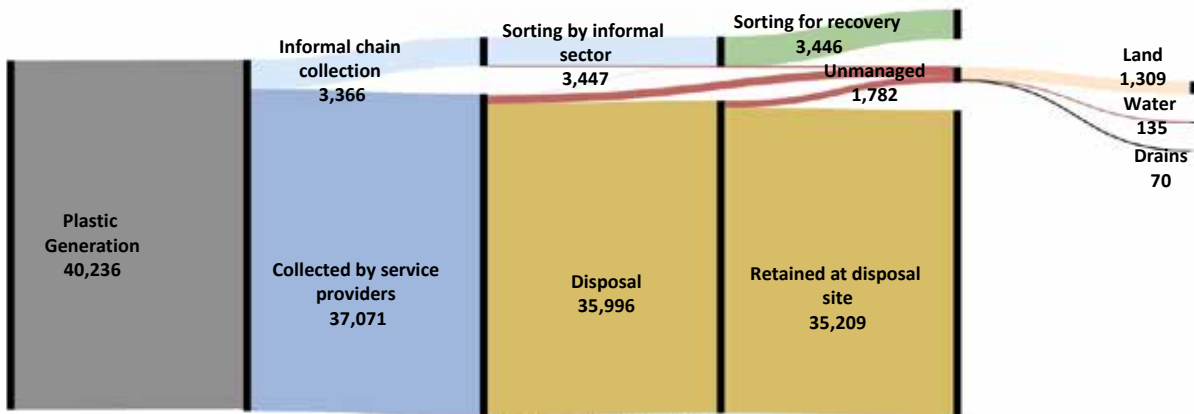 Plastic
Generation
40,236
Informal chain
collection
3,366
Collected by service
providers
37,071
Sorting by informal
sector
3,447
Disposal
35,996
Sorting for recovery
3,446
Unmanaged
1,782
Retained at disposal
site
35,209
Land
1,309
Water
135
Drains
70